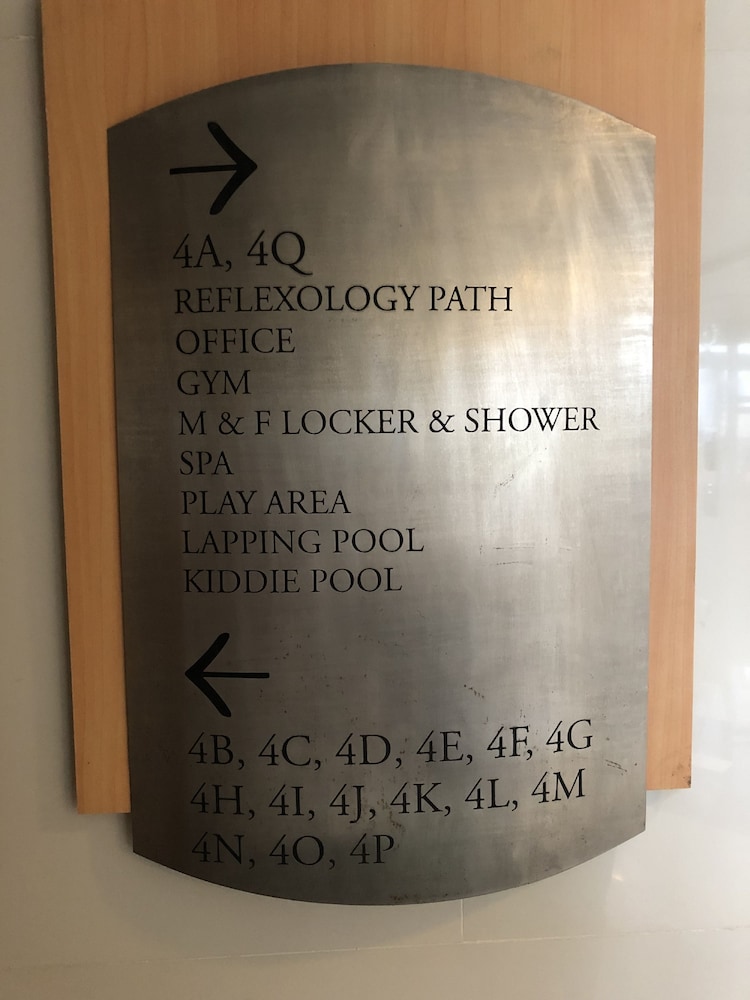 4A, 4Q
REFLEXOLOGY PATH
OFFICE
GYM
M & F LOCKER & SHOWER
SPA
PLAY AREA
LAPPING POOL
KIDDIE POOL
4B, 4C, 4D, 4E, 4F, 4G
4H, 4I, 4J, 4K, 4L, 4M
4N, 4O, 4P